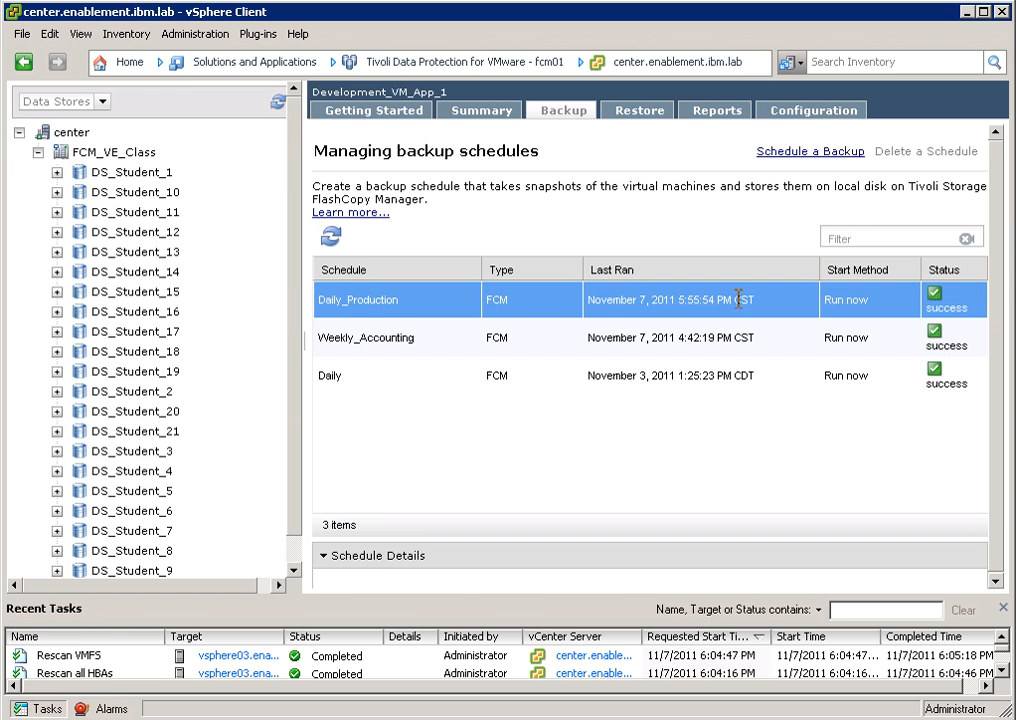 center.enablement.ibm.lab - vSphere Client
File Edit View Inventory Administration Plug-ins Help
Home Solutions and Applications Tivoli Data Protection for VMware - fcm01 center.enablement.ibm.lab Search Inventory
Data Stores
center
FCM_VE_Class
DS_Student_1
DS_Student_10
DS_Student_11
DS_Student_12
DS_Student_13
DS_Student_14
DS_Student_15
DS_Student_16
DS_Student_17
DS_Student_18
DS_Student_19
DS_Student_2
DS_Student_20
DS_Student_21
DS_Student_3
DS_Student_4
DS_Student_5
DS_Student_6
DS_Student_7
DS_Student_8
DS_Student_9
Development_VM_App_1
Getting Started Summary Backup Restore Reports Configuration
Managing backup schedules Schedule a Backup Delete a Schedule
Create a backup schedule that takes snapshots of the virtual machines and stores them on local disk on Tivoli Storage
FlashCopy Manager.
Learn more...
Filter
Schedule Type Last Ran Start Method Status
Daily_Production FCM November 7, 2011 5:55:54 PM CST Run now success
Weekly_Accounting FCM November 7, 2011 4:42:19 PM CST Run now success
Daily FCM November 3, 2011 1:25:23 PM CDT Run now success
3 items
Schedule Details
Recent Tasks Name, Target or Status contains: Clear
Name Target Status Details Initiated by vCenter Server Requested Start Ti... Start Time Completed Time
Rescan VMFS vsphere03.ena... Completed Administrator center.enable... 11/7/2011 6:04:47 PM 11/7/2011 6:04:47... 11/7/2011 6:05:18 PM
Rescan all HBAs vsphere03.ena... Completed Administrator center.enable... 11/7/2011 6:04:16 PM 11/7/2011 6:04:16... 11/7/2011 6:04:46 PM
Tasks Alarms Administrator